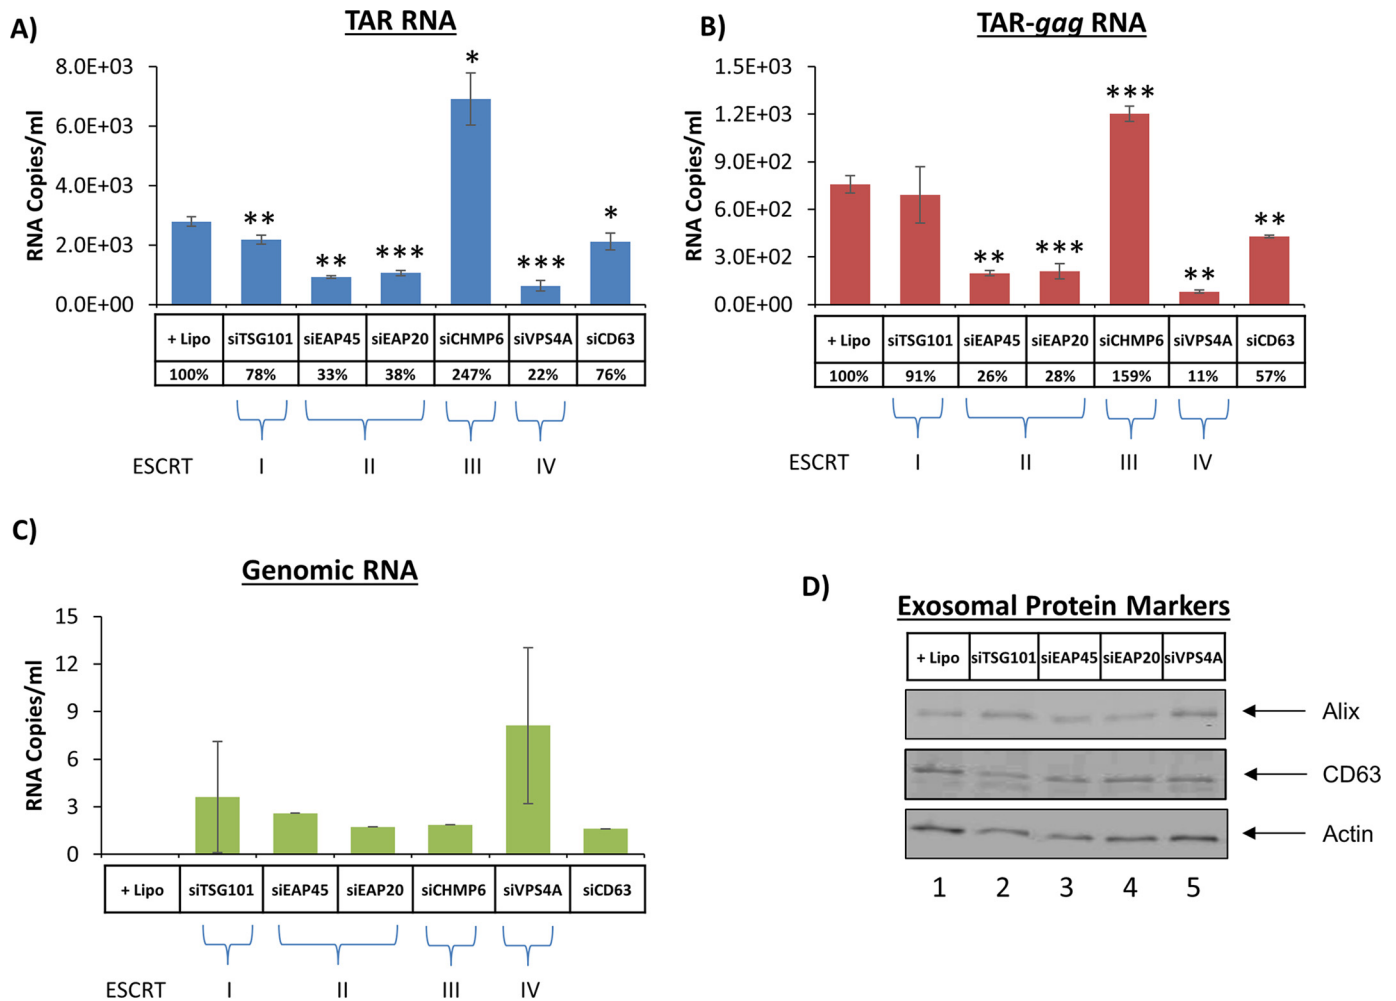 A)
TAR RNA
RNA Copies/ml
8.0E+03
6.0E+03
4.0E+03
2.0E+03
0.0E+00
** ** *** * *** *
+ Lipo siTSG101 siEAP45 siEAP20 siCHMP6 siVPS4A siCD63
100% 78% 33% 38% 247% 22% 76%
ESCRT I II III IV
B)
TAR-gag RNA
RNA Copies/ml
1.5E+03
1.2E+03
9.0E+02
6.0E+02
3.0E+02
0.0E+00
** *** *** ** **
+ Lipo siTSG101 siEAP45 siEAP20 siCHMP6 siVPS4A siCD63
100% 91% 26% 28% 159% 11% 57%
ESCRT I II III IV
C)
Genomic RNA
RNA Copies/ml
15
12
9
6
3
0
+ Lipo siTSG101 siEAP45 siEAP20 siCHMP6 siVPS4A siCD63
ESCRT I II III IV
D)
Exosomal Protein Markers
+ Lipo siTSG101 siEAP45 siEAP20 siVPS4A
Alix
CD63
Actin
1 2 3 4 5